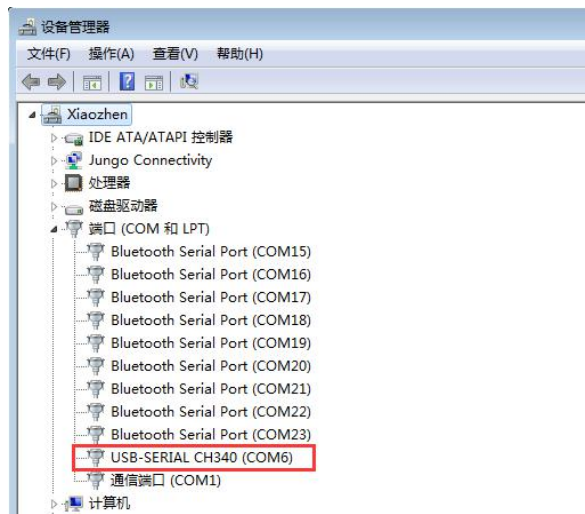 设备管理器
文件(F) 操作(A) 查看(V) 帮助(H)
Xiaozhen
IDE ATA/ATAPI 控制器
Jungo Connectivity
处理器
磁盘驱动器
端口 (COM 和 LPT)
Bluetooth Serial Port (COM15)
Bluetooth Serial Port (COM16)
Bluetooth Serial Port (COM17)
Bluetooth Serial Port (COM18)
Bluetooth Serial Port (COM19)
Bluetooth Serial Port (COM20)
Bluetooth Serial Port (COM21)
Bluetooth Serial Port (COM22)
Bluetooth Serial Port (COM23)
USB-SERIAL CH340 (COM6)
通信端口 (COM1)
计算机